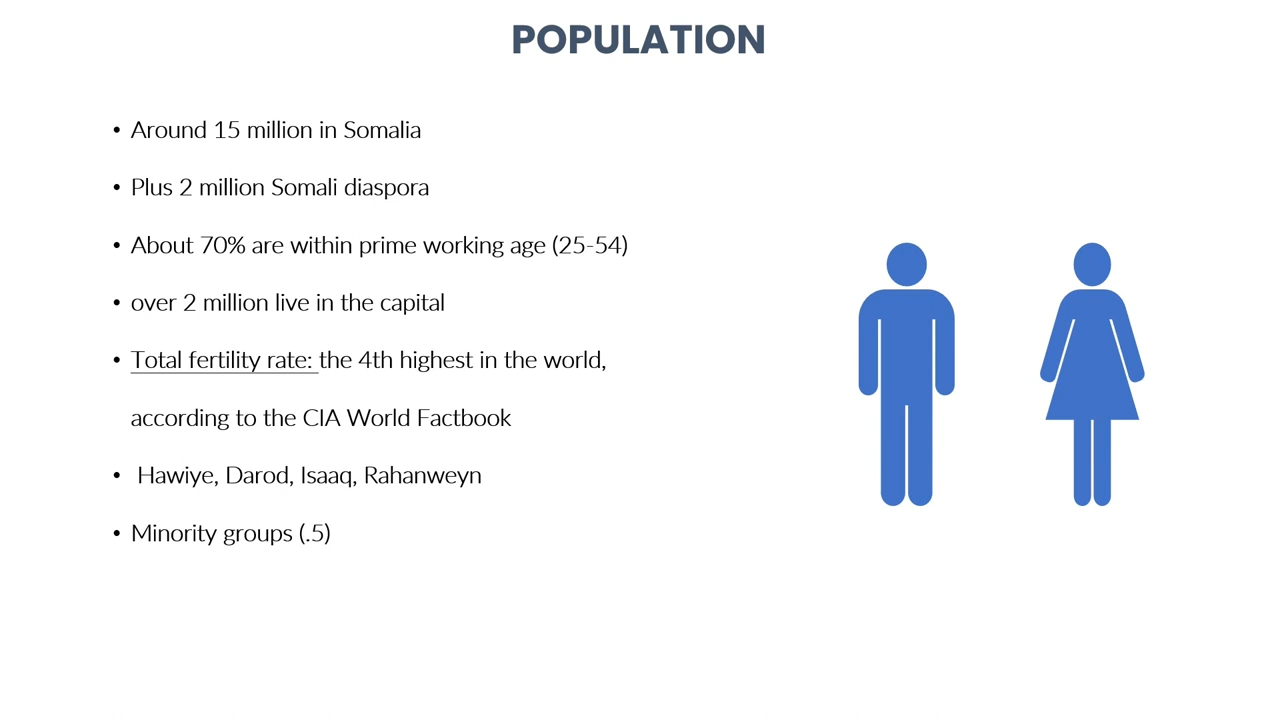 POPULATION
• Around 15 million in Somalia
• Plus 2 million Somali diaspora
• About 70% are within prime working age (25-54)
• over 2 million live in the capital
• Total fertility rate: the 4th highest in the world,
according to the CIA World Factbook
• Hawiye, Darod, Isaaq, Rahanweyn
• Minority groups (.5)